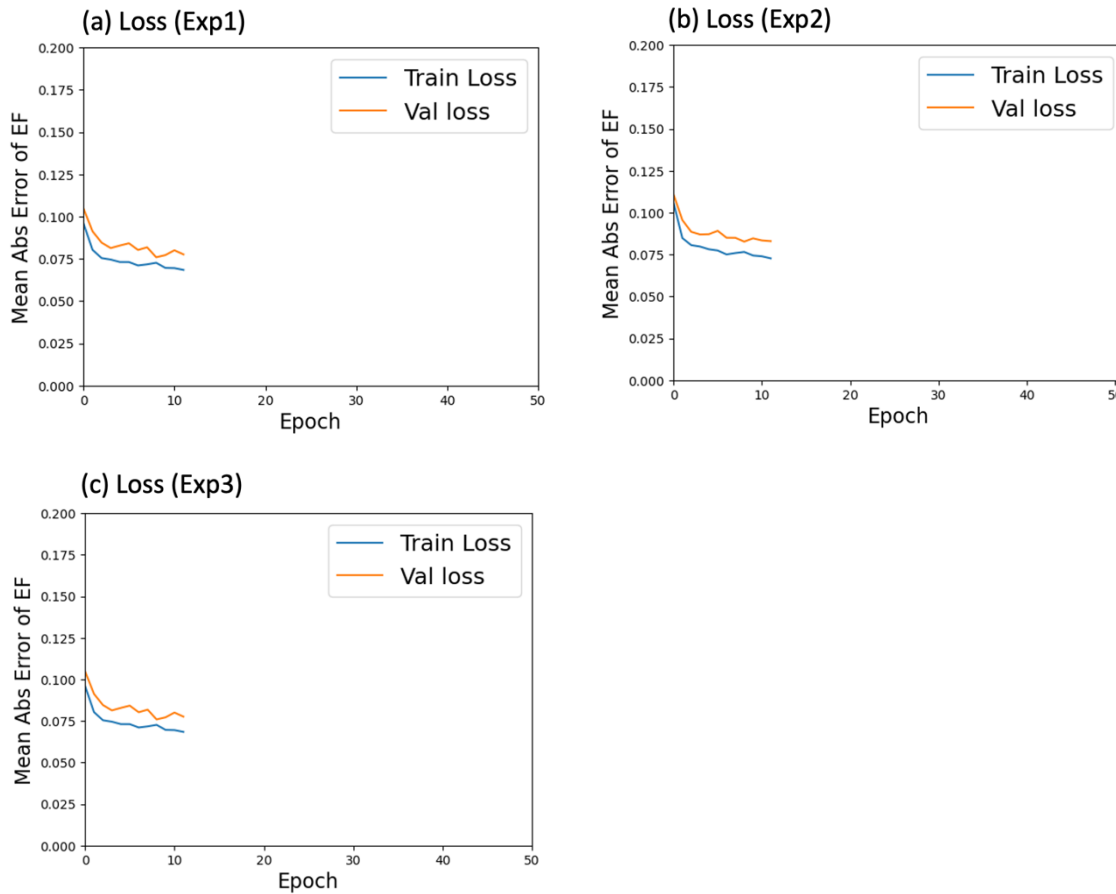 (a) Loss (Exp1)
0.200
0.175
0.150
0.125
0.100
0.075
0.050
0.025
0.000
Mean Abs Error of EF
Train Loss
Val loss
0 10 20 30 40 50
Epoch
(b) Loss (Exp2)
0.200
0.175
0.150
0.125
0.100
0.075
0.050
0.025
0.000
Mean Abs Error of EF
Train Loss
Val loss
0 10 20 30 40 50
Epoch
(c) Loss (Exp3)
0.200
0.175
0.150
0.125
0.100
0.075
0.050
0.025
0.000
Mean Abs Error of EF
Train Loss
Val loss
0 10 20 30 40 50
Epoch